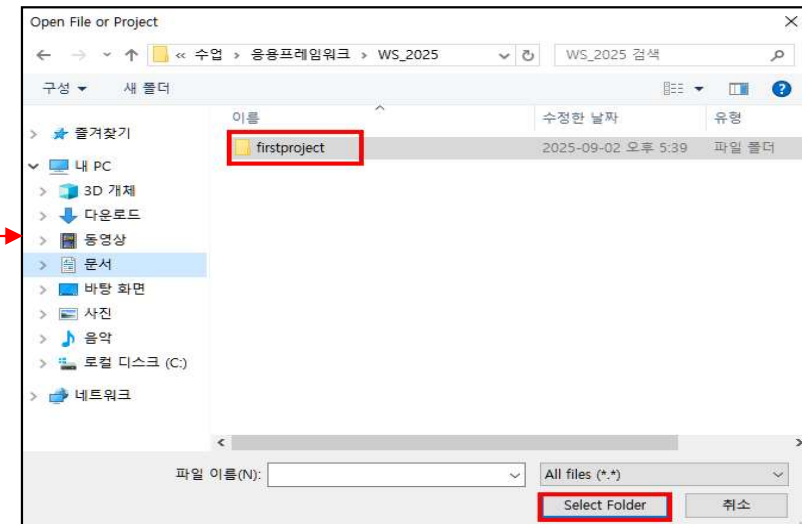 Open File or Project
« 수업 > 응용프레임워크 > WS_2025
WS_2025 검색
구성
새 폴더
이름
수정한 날짜
유형
즐겨찾기
firstproject
2025-09-02 오후 5:39
파일 폴더
내 PC
3D 개체
다운로드
동영상
문서
바탕 화면
사진
음악
로컬 디스크 (C:)
네트워크
파일 이름(N):
All files (*.*)
Select Folder
취소